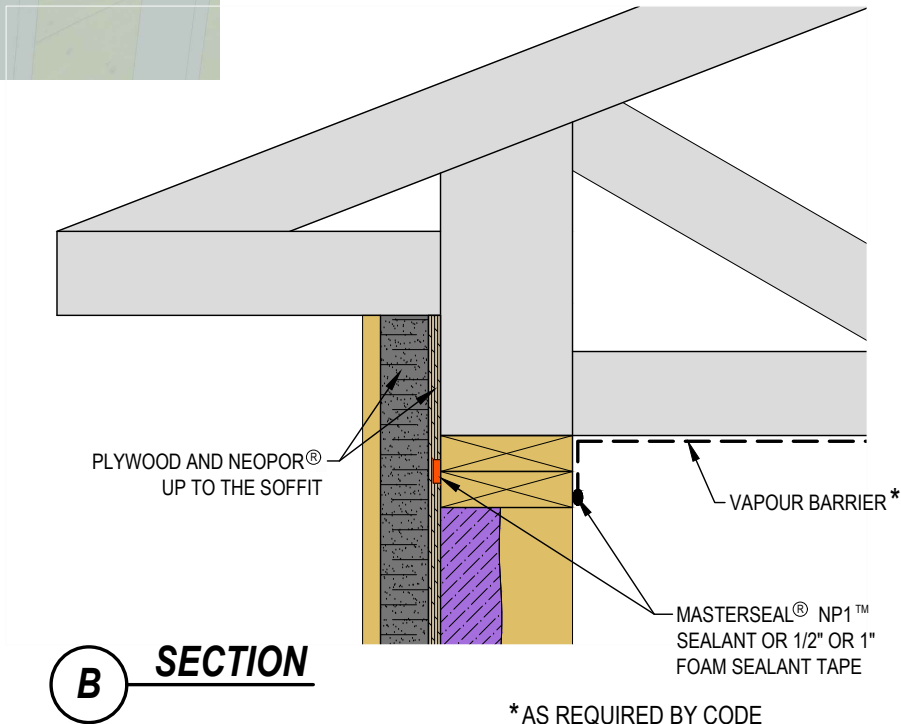 PLYWOOD AND NEOPOR®
UP TO THE SOFFIT
VAPOUR BARRIER*
MASTERSEAL® NP1™
SEALANT OR 1/2" OR 1"
FOAM SEALANT TAPE
B SECTION
*AS REQUIRED BY CODE